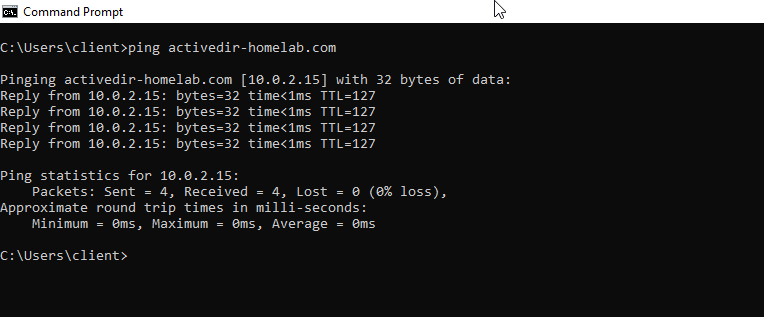 Command Prompt
C:\Users\client>ping activedir-homelab.com
Pinging activedir-homelab.com [10.0.2.15] with 32 bytes of data:
Reply from 10.0.2.15: bytes=32 time<1ms TTL=127
Reply from 10.0.2.15: bytes=32 time<1ms TTL=127
Reply from 10.0.2.15: bytes=32 time<1ms TTL=127
Reply from 10.0.2.15: bytes=32 time<1ms TTL=127
Ping statistics for 10.0.2.15:
    Packets: Sent = 4, Received = 4, Lost = 0 (0% loss),
Approximate round trip times in milli-seconds:
    Minimum = 0ms, Maximum = 0ms, Average = 0ms
C:\Users\client>